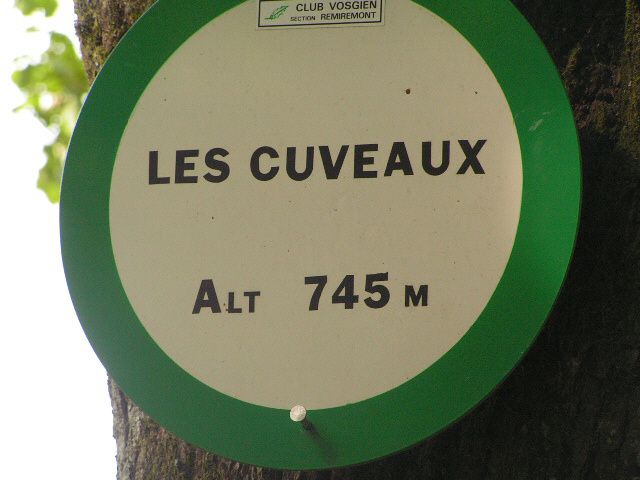 CLUB VOSGIEN
SECTION REMIREMONT
LES CUVEAUX
ALT 745 M